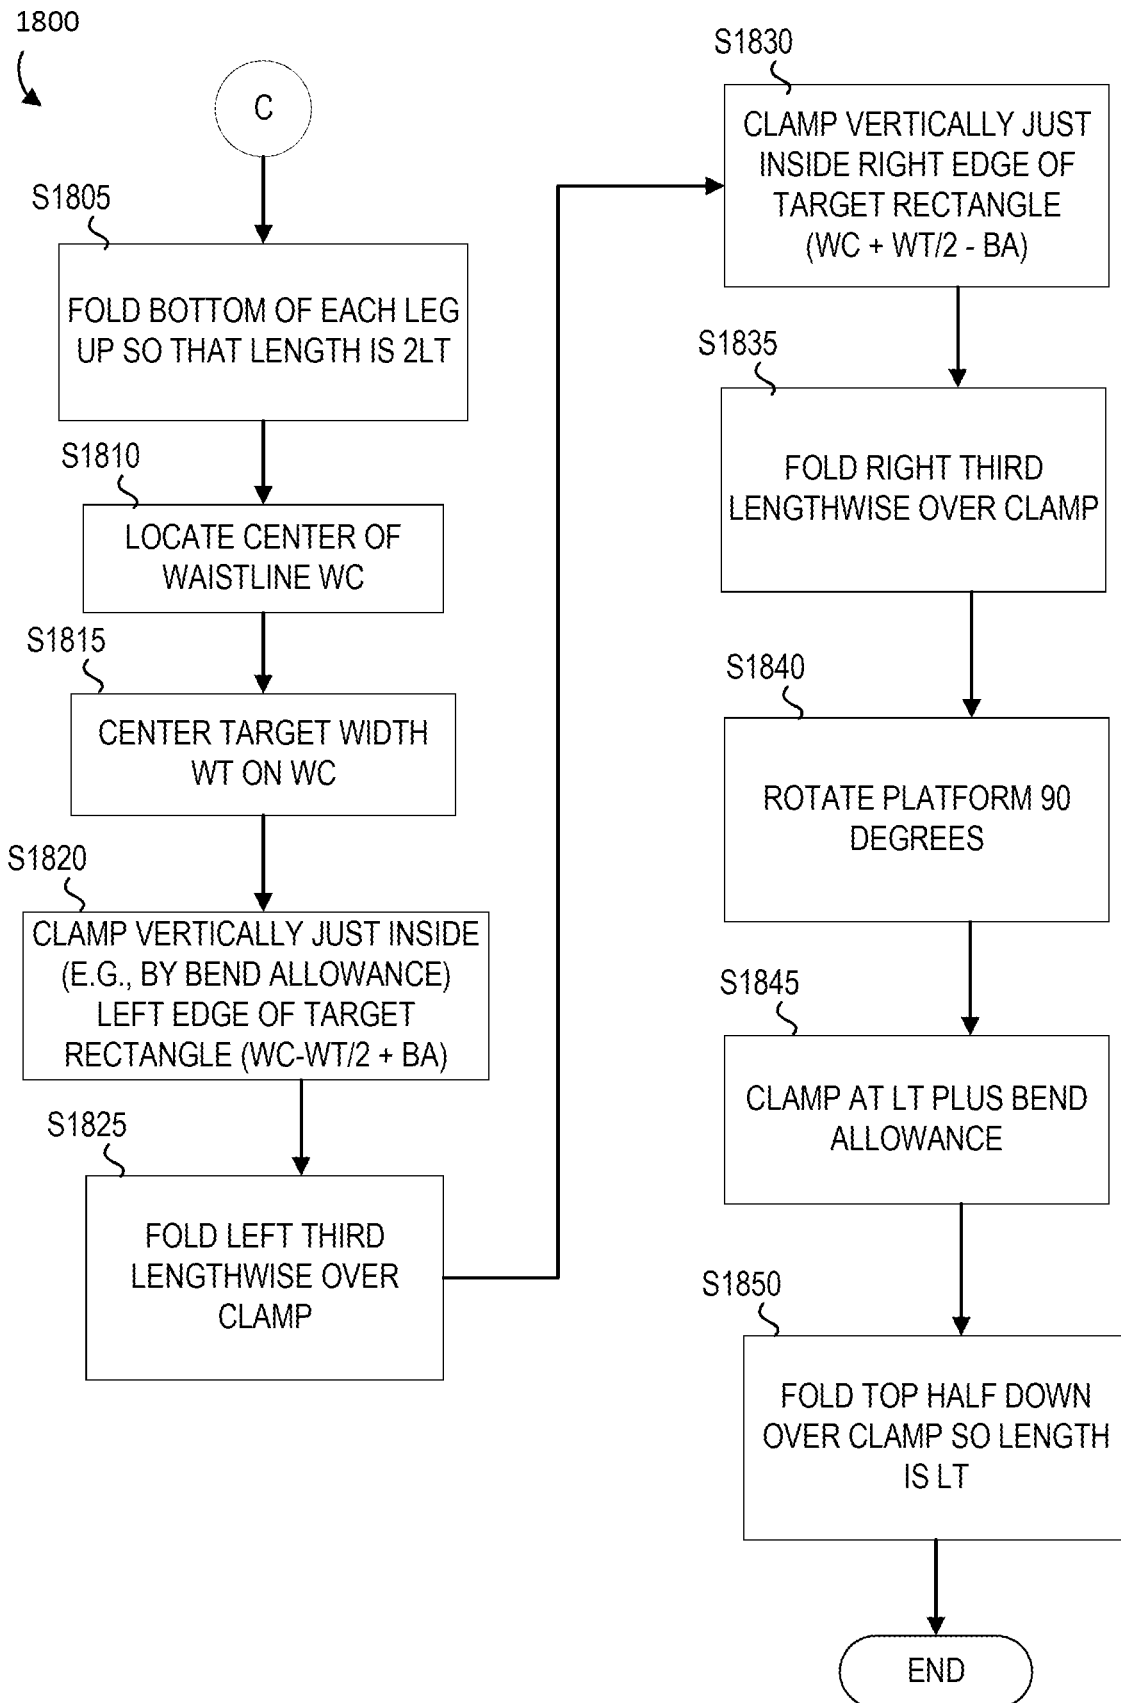 1800
C
S1805
FOLD BOTTOM OF EACH LEG
UP SO THAT LENGTH IS 2LT
S1810
LOCATE CENTER OF
WAISTLINE WC
S1815
CENTER TARGET WIDTH
WT ON WC
S1820
CLAMP VERTICALLY JUST INSIDE
(E.G., BY BEND ALLOWANCE)
LEFT EDGE OF TARGET
RECTANGLE (WC-WT/2 + BA)
S1825
FOLD LEFT THIRD
LENGTHWISE OVER
CLAMP
S1830
CLAMP VERTICALLY JUST
INSIDE RIGHT EDGE OF
TARGET RECTANGLE
(WC + WT/2 - BA)
S1835
FOLD RIGHT THIRD
LENGTHWISE OVER CLAMP
S1840
ROTATE PLATFORM 90
DEGREES
S1845
CLAMP AT LT PLUS BEND
ALLOWANCE
S1850
FOLD TOP HALF DOWN
OVER CLAMP SO LENGTH
IS LT
END